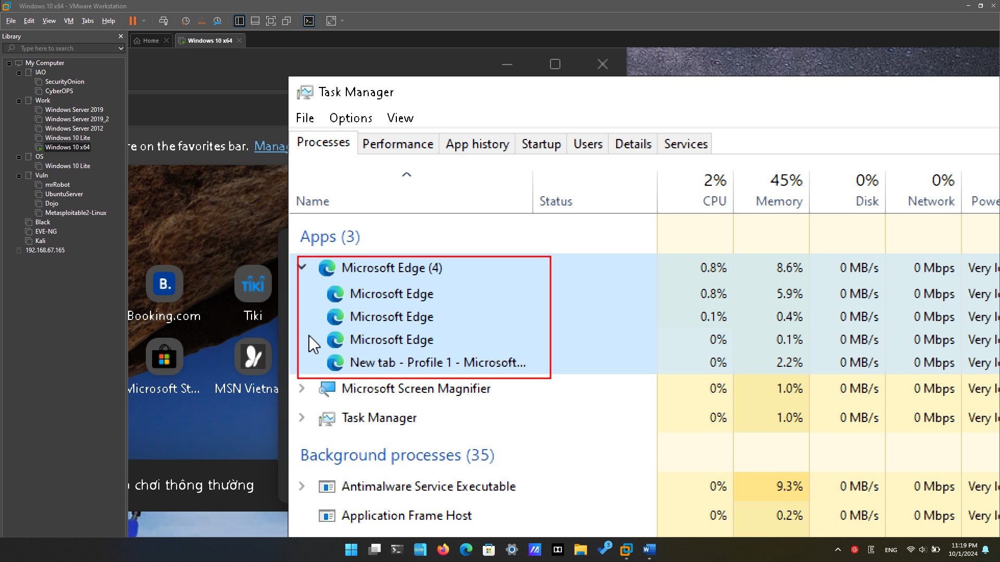 Windows 10 x64 - VMware Workstation
File Edit View VM Tabs Help
Library
Type here to search
My Computer
IAO
SecurityOnion
CyberOPS
Work
Windows Server 2019
Windows Server 2019_2
Windows Server 2012
Windows 10 Lite
Windows 10 x64
OS
Windows 10 Lite
Vuln
mrRobot
UbuntuServer
Dojo
Metasploitable2-Linux
Black
EVE-NG
Kali
192.168.67.165
Home
Windows 10 x64
re on the favorites bar. Manag
B.
Booking.com
TiKi
Tiki
Microsoft St...
MSN Vietna
chơi thông thường
Task Manager
File Options View
Processes Performance App history Startup Users Details Services
2% 45% 0% 0%
Name Status CPU Memory Disk Network Powe
Apps (3)
Microsoft Edge (4) 0.8% 8.6% 0 MB/s 0 Mbps Very l
Microsoft Edge 0.8% 5.9% 0 MB/s 0 Mbps Very l
Microsoft Edge 0.1% 0.4% 0 MB/s 0 Mbps Very l
Microsoft Edge 0% 0.1% 0 MB/s 0 Mbps Very l
New tab - Profile 1 - Microsoft... 0% 2.2% 0 MB/s 0 Mbps Very l
Microsoft Screen Magnifier 0% 1.0% 0 MB/s 0 Mbps Very l
Task Manager 0% 1.0% 0 MB/s 0 Mbps Very l
Background processes (35)
Antimalware Service Executable 0% 9.3% 0 MB/s 0 Mbps Very l
Application Frame Host 0% 0.2% 0 MB/s 0 Mbps Very l
one
3
ENG
11:19 PM
10/1/2024